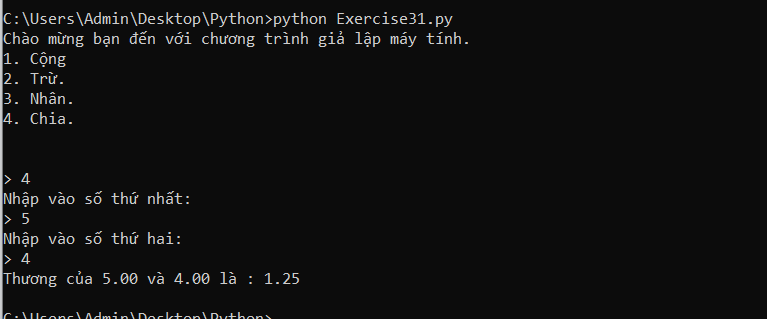 C:\Users\Admin\Desktop\Python>python Exercise31.py
Chào mừng bạn đến với chương trình giả lập máy tính.
1. Cộng
2. Trừ.
3. Nhân.
4. Chia.
> 4
Nhập vào số thứ nhất:
> 5
Nhập vào số thứ hai:
> 4
Thương của 5.00 và 4.00 là : 1.25
C:\Users\Admin\Desktop\Python>